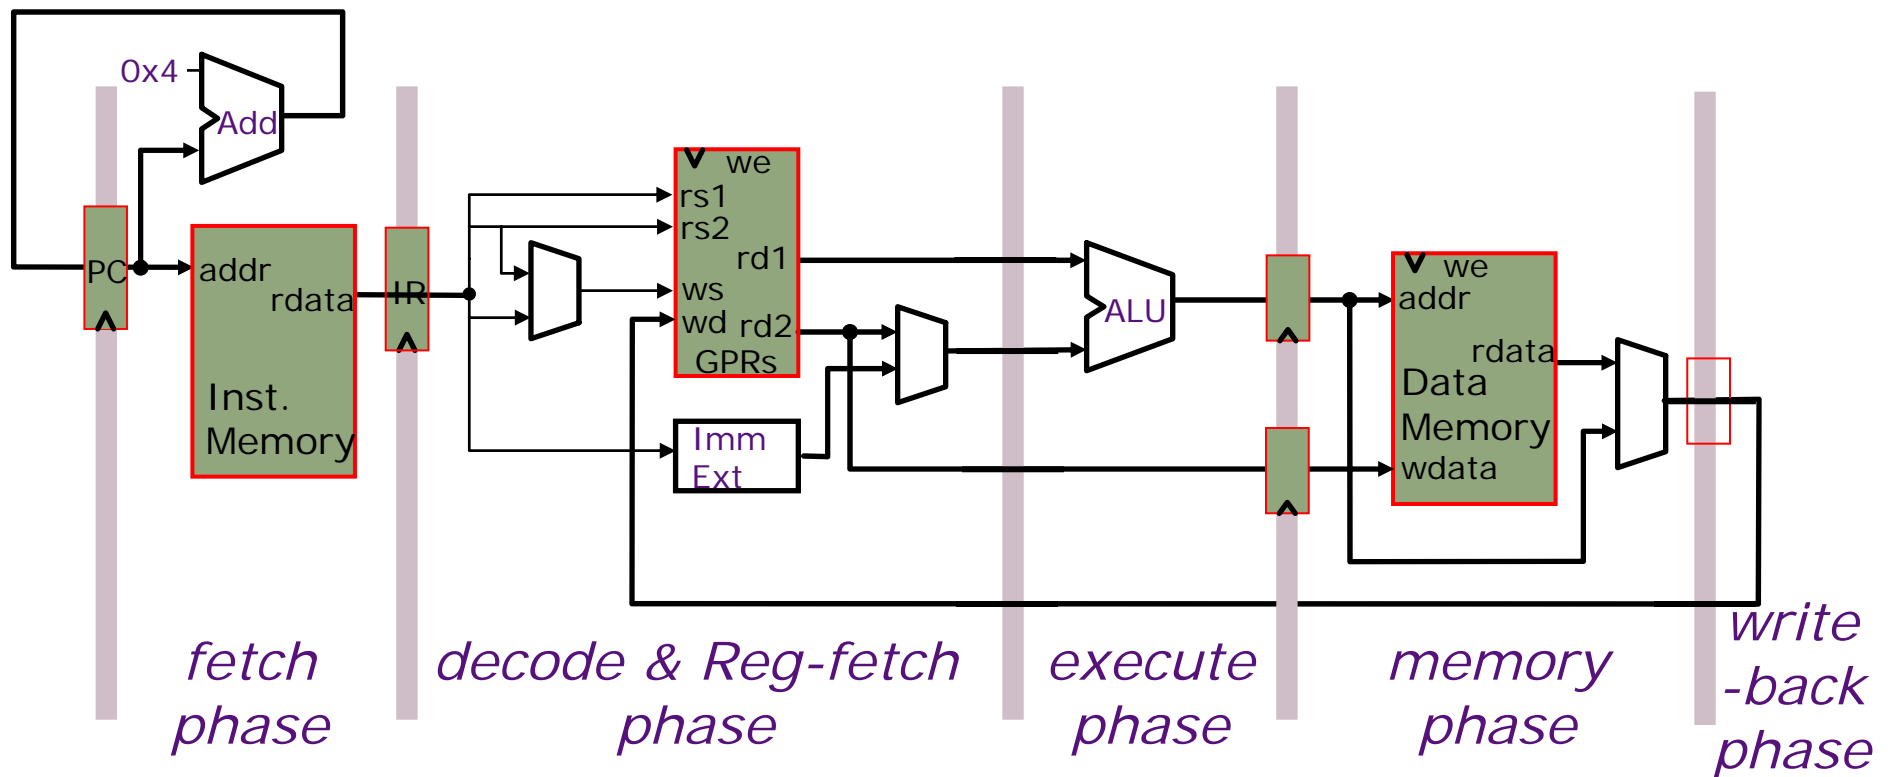 0x4
Add
PC
addr
rdata
Inst.
Memory
IR
we
rs1
rs2
rd1
ws
wd
rd2
GPRs
Imm
Ext
ALU
we
addr
rdata
Data
Memory
wdata
fetch
phase
decode & Reg-fetch
phase
execute
phase
memory
phase
write
-back
phase